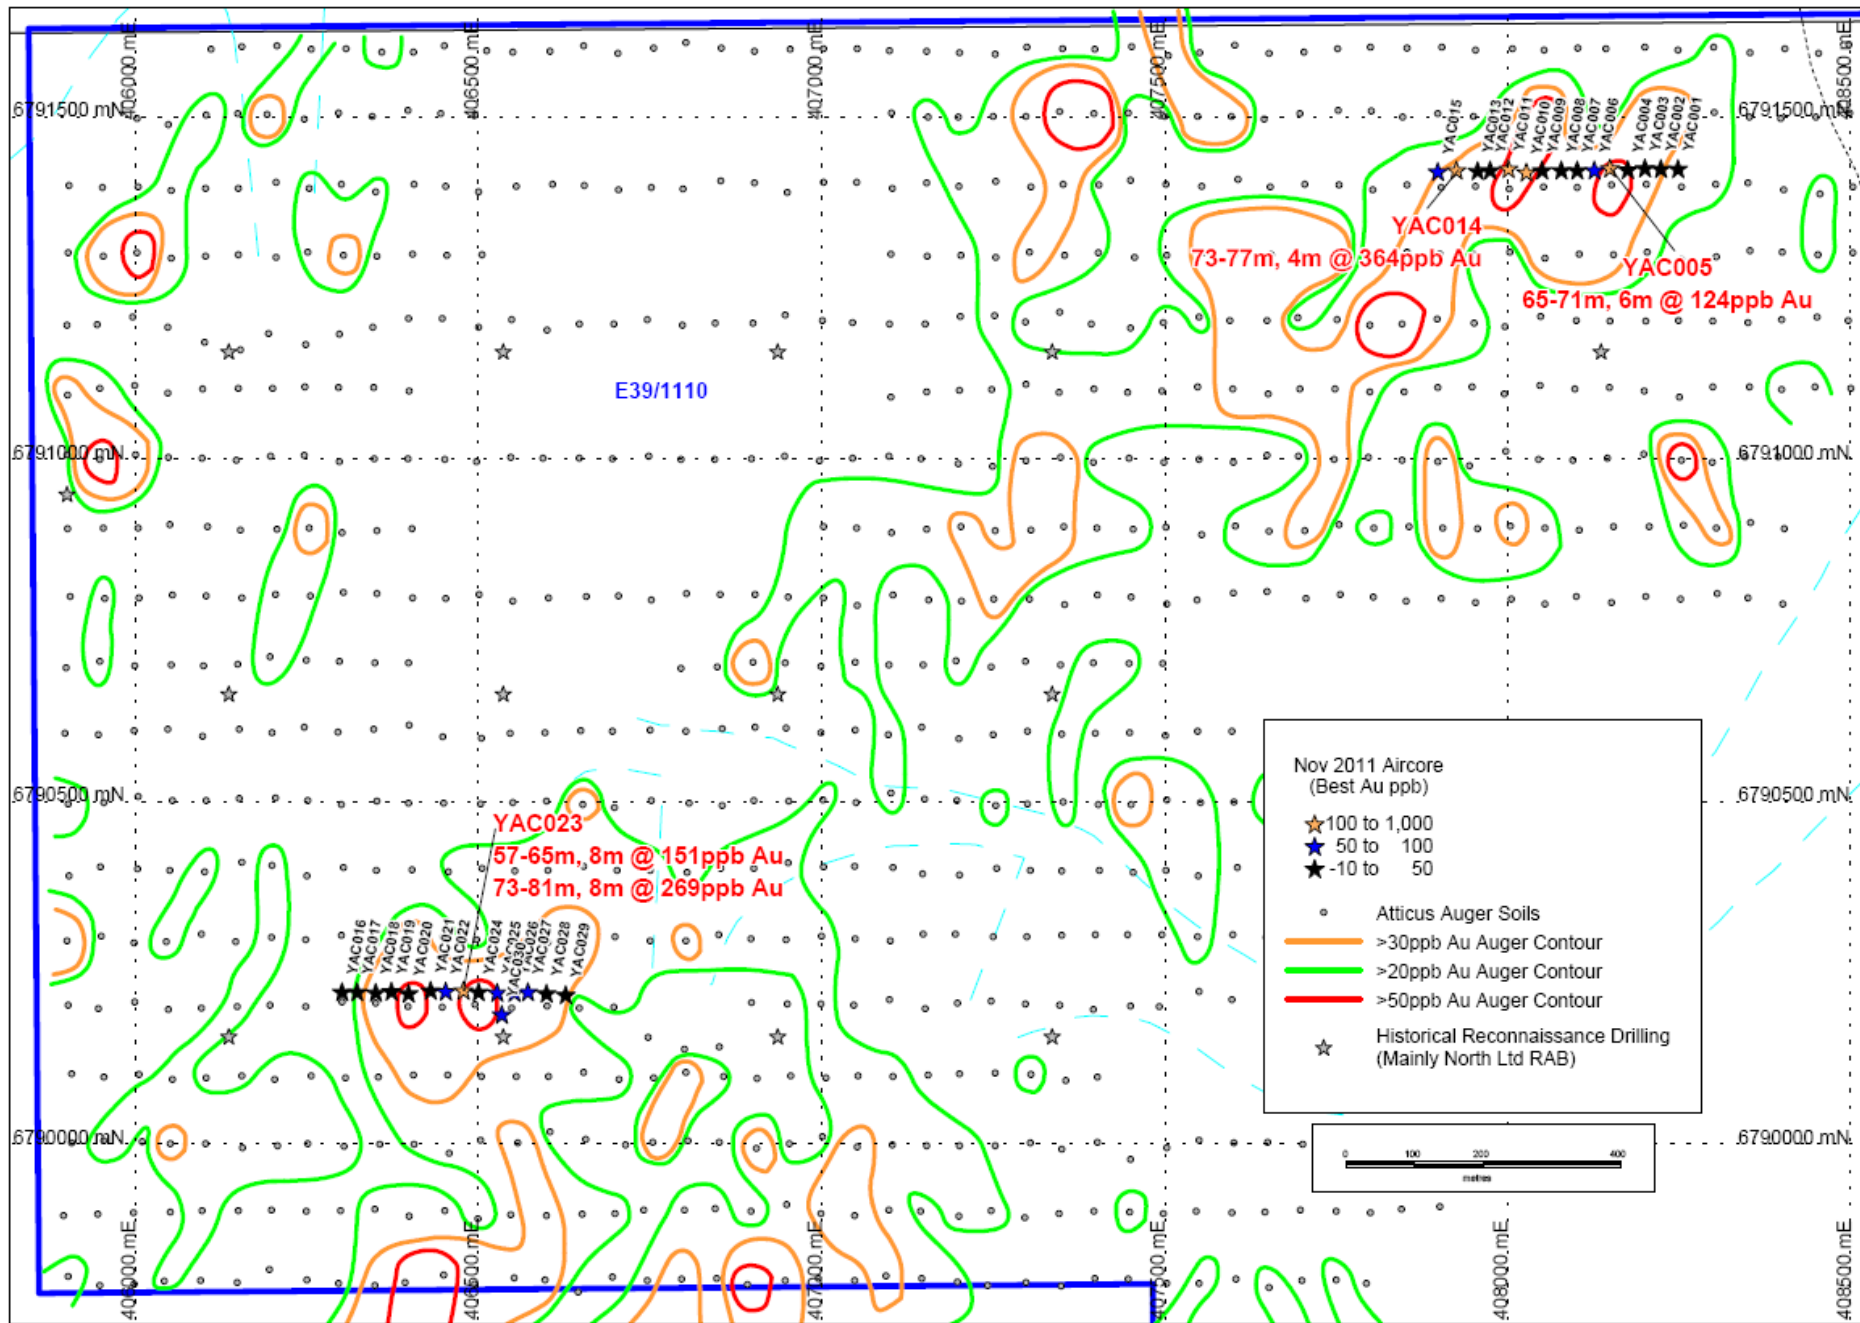 406000 mE
406500 mE
407000 mE
407500 mE
408500 mE
6791500 mN
6791500 mN
YAC015
YAC013
YAC012
YAC011
YAC010
YAC009
YAC008
YAC007
YAC006
YAC004
YAC003
YAC002
YAC001
YAC014
73-77m, 4m @ 364ppb Au
YAC005
65-71m, 6m @ 124ppb Au
E39/1110
6791000 mN
6791000 mN
6790500 mN
6790500 mN
YAC023
57-65m, 8m @ 151ppb Au
73-81m, 8m @ 269ppb Au
YAC016
YAC017
YAC018
YAC019
YAC020
YAC021
YAC022
YAC024
YAC025
YAC030
YAC026
YAC027
YAC028
YAC029
Nov 2011 Aircore
(Best Au ppb)
100 to 1,000
50 to 100
-10 to 50
Atticus Auger Soils
>30ppb Au Auger Contour
>20ppb Au Auger Contour
>50ppb Au Auger Contour
Historical Reconnaissance Drilling
(Mainly North Ltd RAB)
6790000 mN
6790000 mN
0 100 200 400
metres
406000 mE
406500 mE
407000 mE
407500 mE
408000 mE
408500 mE